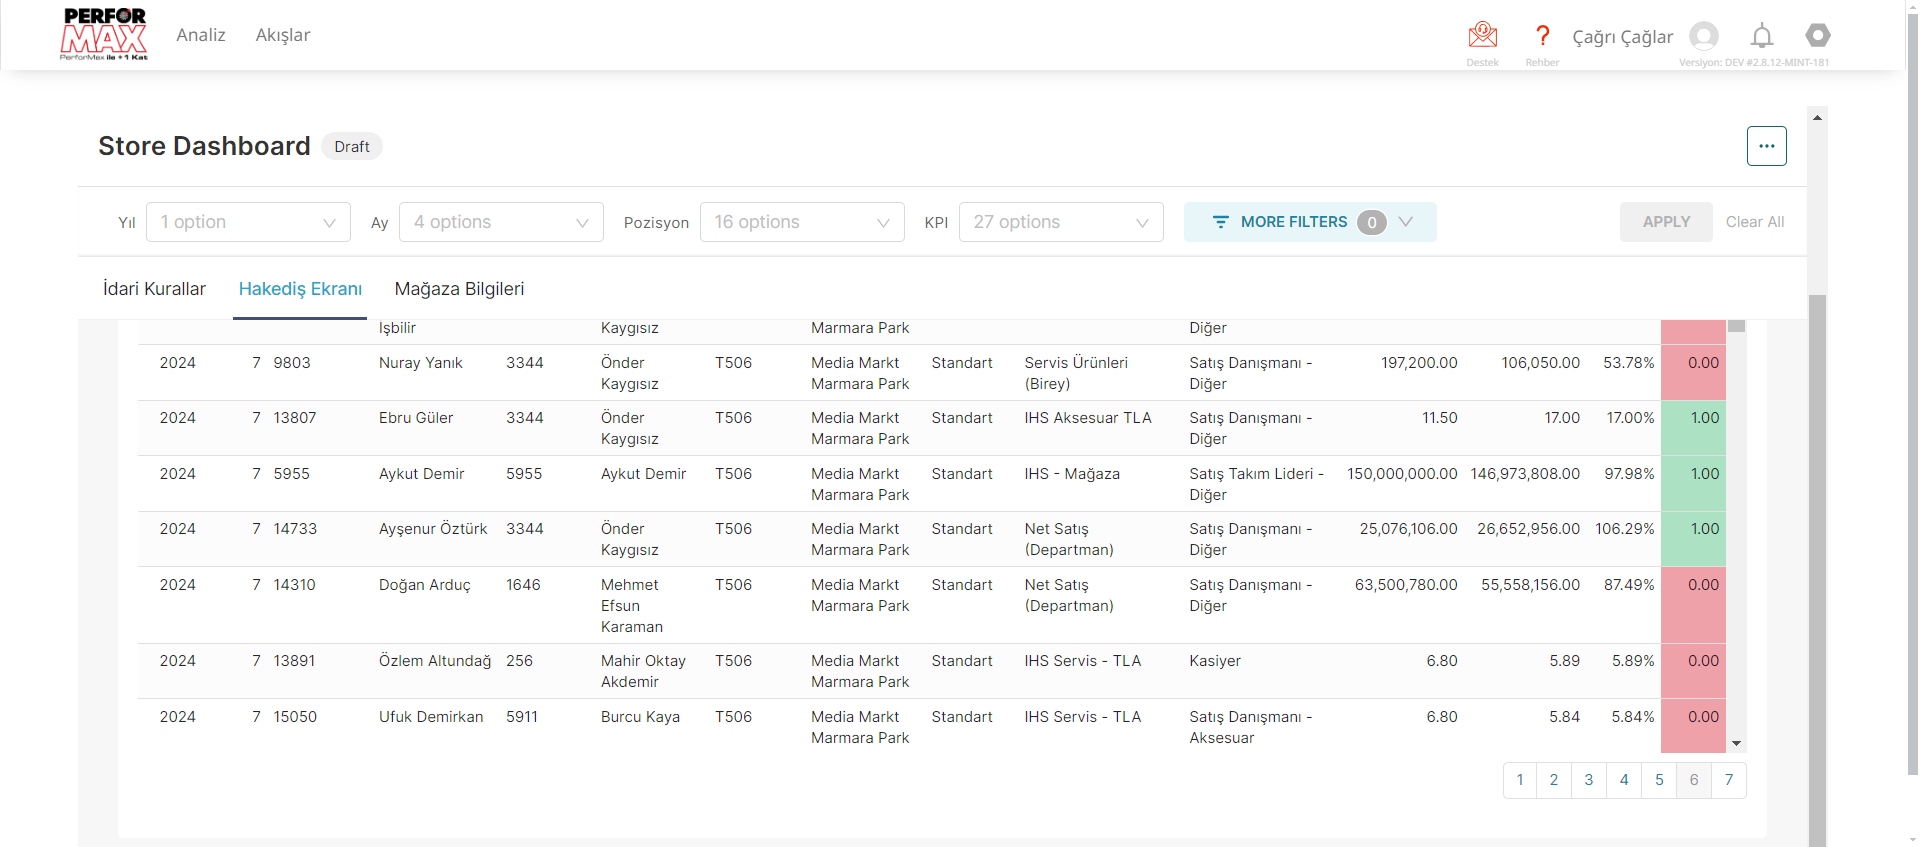 PERFOR
MAX
PerforMax ile +1 Kat
Analiz
Akışlar
Destek
Rehber
Çağrı Çağlar
Versiyon: DEV #2.8.12-MINT-181
Store Dashboard
Draft
Yıl
1 option
Ay
4 options
Pozisyon
16 options
KPI
27 options
MORE FILTERS 0
APPLY
Clear All
İdari Kurallar
Hakediş Ekranı
Mağaza Bilgileri
İşbilir Kaygısız Marmara Park Diğer
2024 7 9803 Nuray Yanık 3344 Önder T506 Media Markt Standart Servis Ürünleri Satış Danışmanı - 197,200.00 106,050.00 53.78% 0.00
Kaygısız Marmara Park (Birey) Diğer
2024 7 13807 Ebru Güler 3344 Önder T506 Media Markt Standart IHS Aksesuar TLA Satış Danışmanı - 11.50 17.00 17.00% 1.00
Kaygısız Marmara Park Diğer
2024 7 5955 Aykut Demir 5955 Aykut Demir T506 Media Markt Standart IHS - Mağaza Satış Takım Lideri - 150,000,000.00 146,973,808.00 97.98% 1.00
Marmara Park Diğer
2024 7 14733 Ayşenur Öztürk 3344 Önder T506 Media Markt Standart Net Satış Satış Danışmanı - 25,076,106.00 26,652,956.00 106.29% 1.00
Kaygısız Marmara Park (Departman) Diğer
2024 7 14310 Doğan Arduç 1646 Mehmet T506 Media Markt Standart Net Satış Satış Danışmanı - 63,500,780.00 55,558,156.00 87.49% 0.00
Efsun Marmara Park (Departman) Diğer
Karaman
2024 7 13891 Özlem Altundağ 256 Mahir Oktay T506 Media Markt Standart IHS Servis - TLA Kasiyer 6.80 5.89 5.89% 0.00
Akdemir Marmara Park
2024 7 15050 Ufuk Demirkan 5911 Burcu Kaya T506 Media Markt Standart IHS Servis - TLA Satış Danışmanı - 6.80 5.84 5.84% 0.00
Marmara Park Aksesuar
1 2 3 4 5 6 7